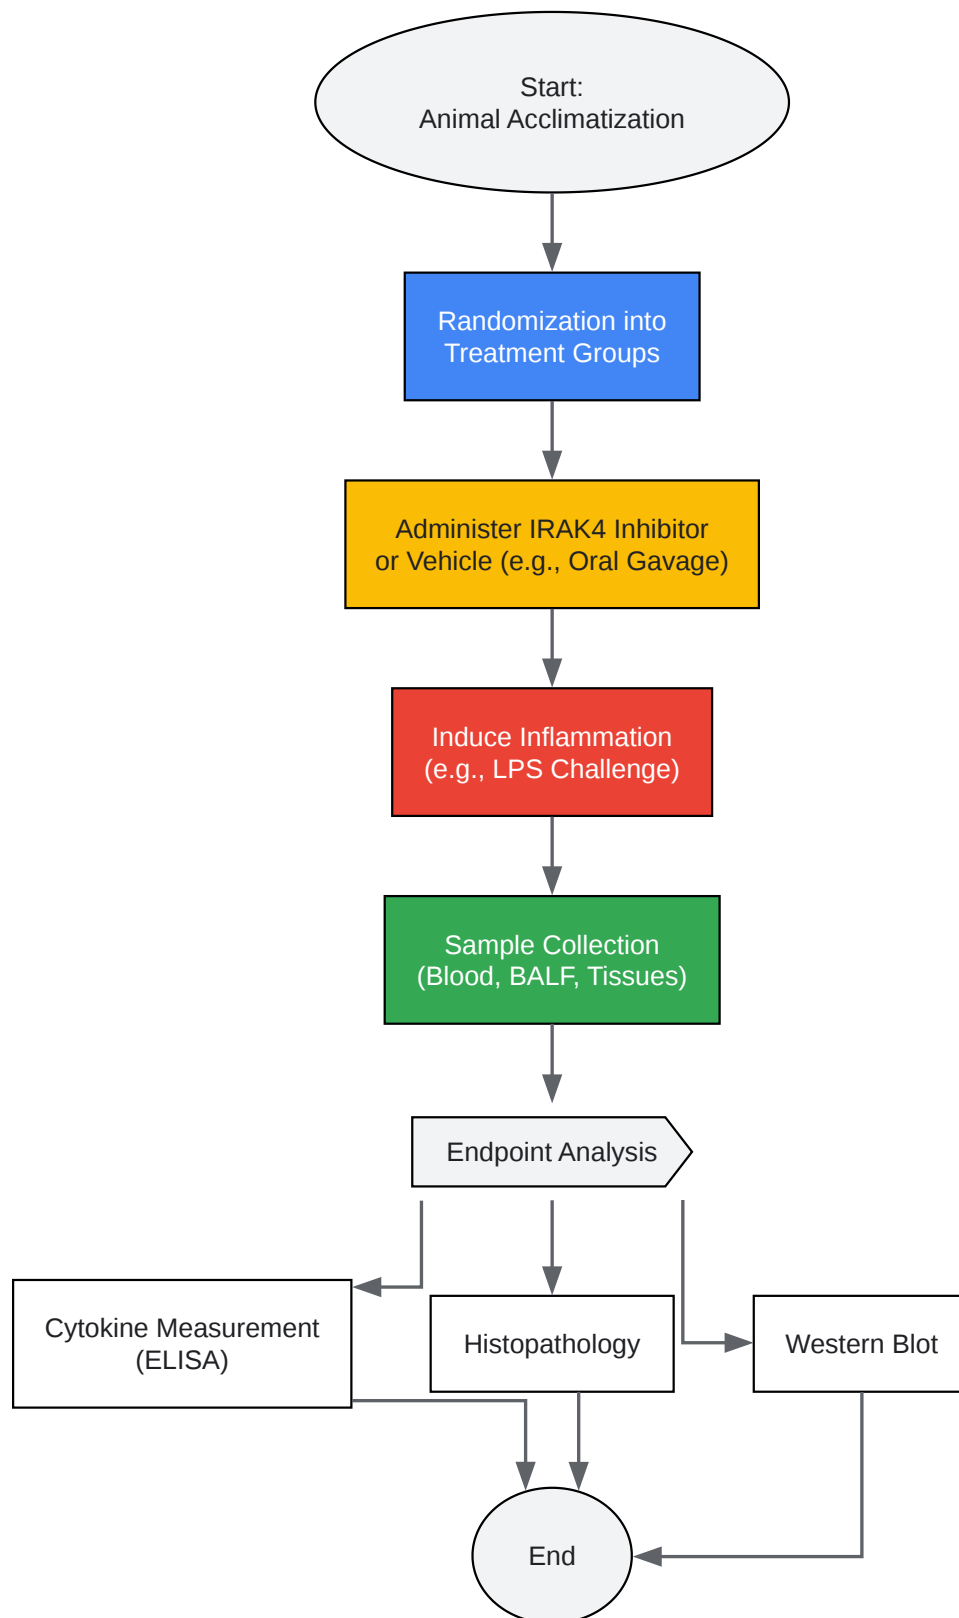 Start:
Animal Acclimatization
Randomization into
Treatment Groups
Administer IRAK4 Inhibitor
or Vehicle (e.g., Oral Gavage)
Induce Inflammation
(e.g., LPS Challenge)
Sample Collection
(Blood, BALF, Tissues)
Endpoint Analysis
Cytokine Measurement
(ELISA)
Histopathology
Western Blot
End